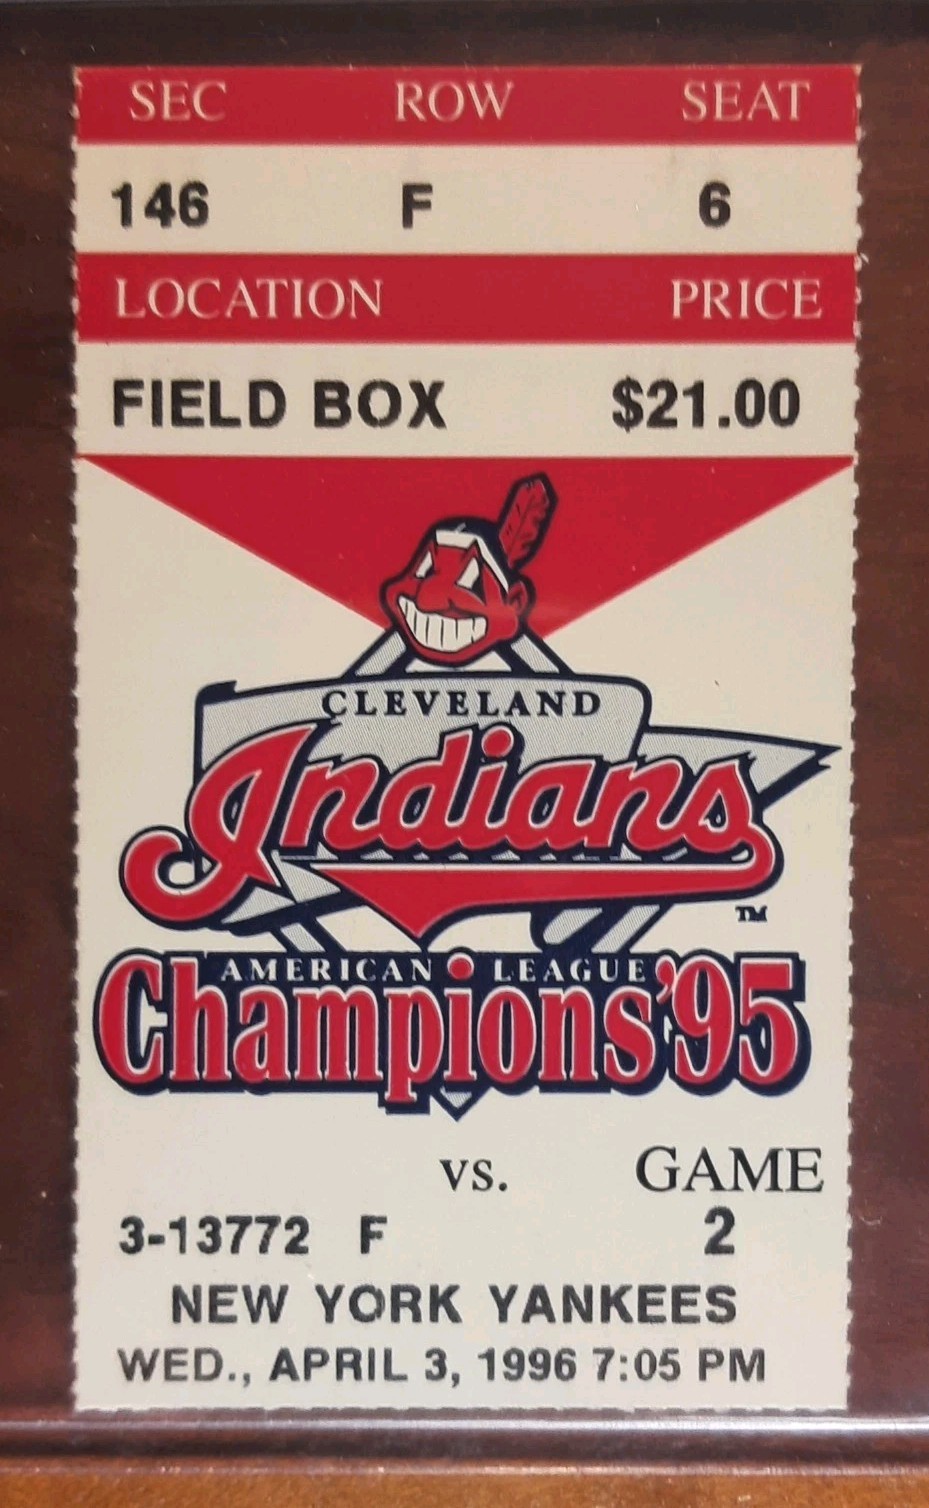 SEC ROW SEAT
146 F 6
LOCATION PRICE
FIELD BOX $21.00
CLEVELAND
Indians
TM
AMERICAN • LEAGUE
Champions '95
vs. GAME
3-13772 F 2
NEW YORK YANKEES
WED., APRIL 3, 1996 7:05 PM